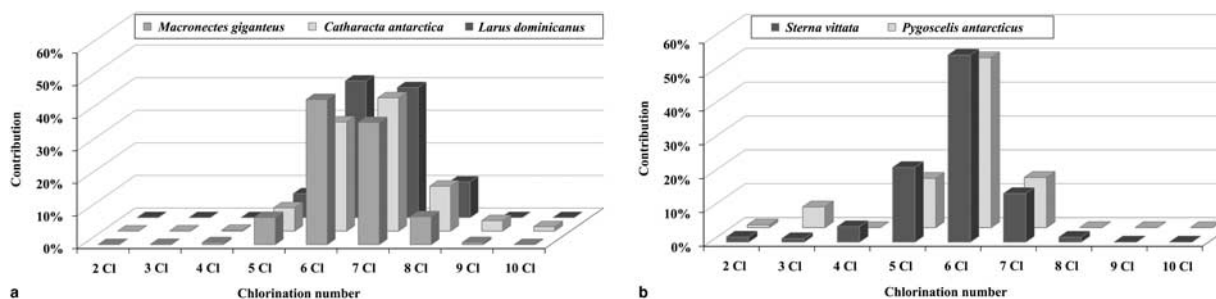 Macronectes giganteus Catharacta antarctica Larus dominicanus
60%
50%
40%
30%
20%
10%
0%
Contribution
2 Cl 3 Cl 4 Cl 5 Cl 6 Cl 7 Cl 8 Cl 9 Cl 10 Cl
Chlorination number
a
Sterna vittata Pygoscelis antarcticus
60%
50%
40%
30%
20%
10%
0%
Contribution
2 Cl 3 Cl 4 Cl 5 Cl 6 Cl 7 Cl 8 Cl 9 Cl 10 Cl
Chlorination number
b